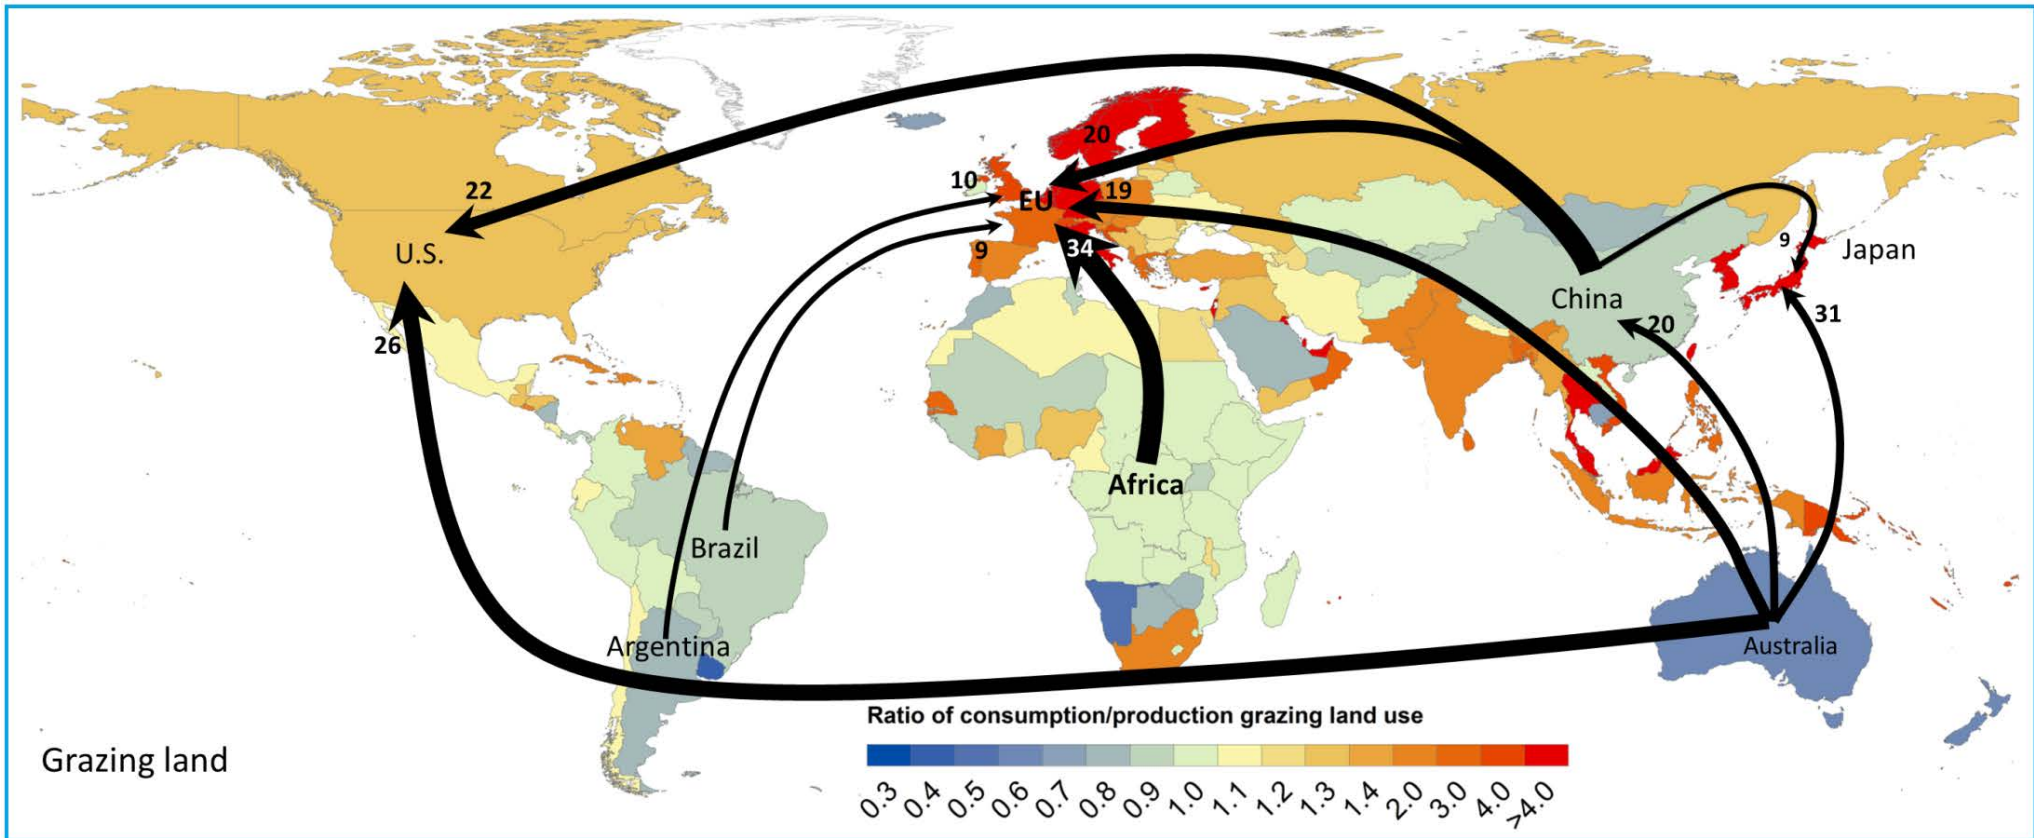 20
22
10
EU
19
U.S.
9
34
9
Japan
China
20
31
26
Africa
Brazil
Argentina
Australia
Ratio of consumption/production grazing land use
Grazing land
0.3 0.4 0.5 0.6 0.7 0.8 0.9 1.0 1.1 1.2 1.3 1.4 2.0 3.0 4.0 >4.0